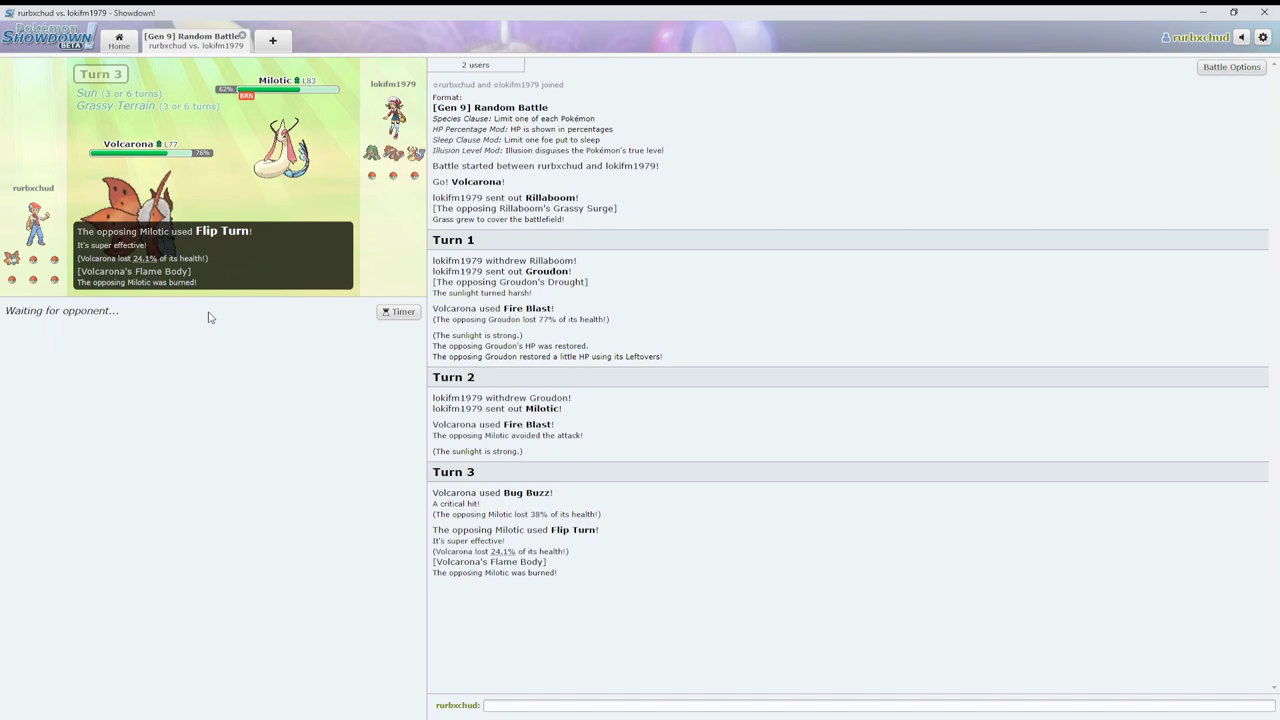 rurbxchud vs. lokifm1979 - Showdown!
Pokémon
SHOWDOWN!
BETA
Home
[Gen 9] Random Battle
rurbxchud vs. lokifm1979
+
rurbxchud
Turn 3
Sun (3 or 6 turns)
Grassy Terrain (3 or 6 turns)
Milotic L83
62%
BRN
Volcarona L77
76%
lokifm1979
rurbxchud
The opposing Milotic used Flip Turn!
It's super effective!
(Volcarona lost 24.1% of its health!)
[Volcarona's Flame Body]
The opposing Milotic was burned!
Waiting for opponent...
Timer
2 users
Battle Options
☆rurbxchud and ☆lokifm1979 joined
Format:
[Gen 9] Random Battle
Species Clause: Limit one of each Pokémon
HP Percentage Mod: HP is shown in percentages
Sleep Clause Mod: Limit one foe put to sleep
Illusion Level Mod: Illusion disguises the Pokémon's true level
Battle started between rurbxchud and lokifm1979!
Go! Volcarona!
lokifm1979 sent out Rillaboom!
[The opposing Rillaboom's Grassy Surge]
Grass grew to cover the battlefield!
Turn 1
lokifm1979 withdrew Rillaboom!
lokifm1979 sent out Groudon!
[The opposing Groudon's Drought]
The sunlight turned harsh!
Volcarona used Fire Blast!
(The opposing Groudon lost 77% of its health!)
(The sunlight is strong.)
The opposing Groudon's HP was restored.
The opposing Groudon restored a little HP using its Leftovers!
Turn 2
lokifm1979 withdrew Groudon!
lokifm1979 sent out Milotic!
Volcarona used Fire Blast!
The opposing Milotic avoided the attack!
(The sunlight is strong.)
Turn 3
Volcarona used Bug Buzz!
A critical hit!
(The opposing Milotic lost 38% of its health!)
The opposing Milotic used Flip Turn!
It's super effective!
(Volcarona lost 24.1% of its health!)
[Volcarona's Flame Body]
The opposing Milotic was burned!
rurbxchud: